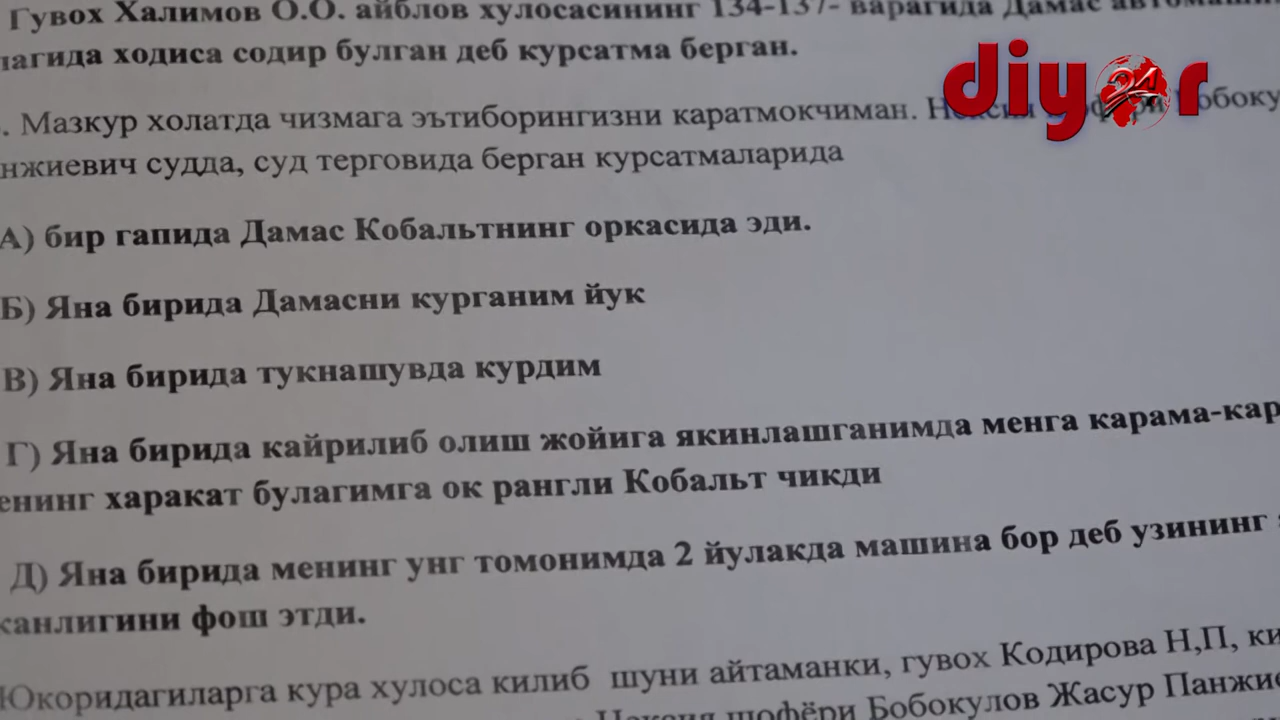 Гувох Халимов О.О. айблов хулосасининг 134-137- варагида Дамас
ходиса содир булган деб курсатма берган.
diyor 24
Мазкур холатда чизмага эътиборингизни каратмокчиман.
нжиевич судда, суд терговида берган курсатмаларида
А) бир гапида Дамас Кобальтнинг оркасида эди.
Б) Яна бирида Дамасни курганим йук
В) Яна бирида тукнашувда курдим
Г) Яна бирида кайрилиб олиш жойига якинлашганимда менга карама-кар
енинг харакат булагимга ок рангли Кобальт чикди
Д) Яна бирида менинг унг томонимда 2 йулакда машина бор деб узининг
канлигини фош этди.
Юкоридагиларга кура хулоса килиб шуни айтаманки, гувох Кодирова Н,П, ки
шофёри Бобокулов Жасур Панжие